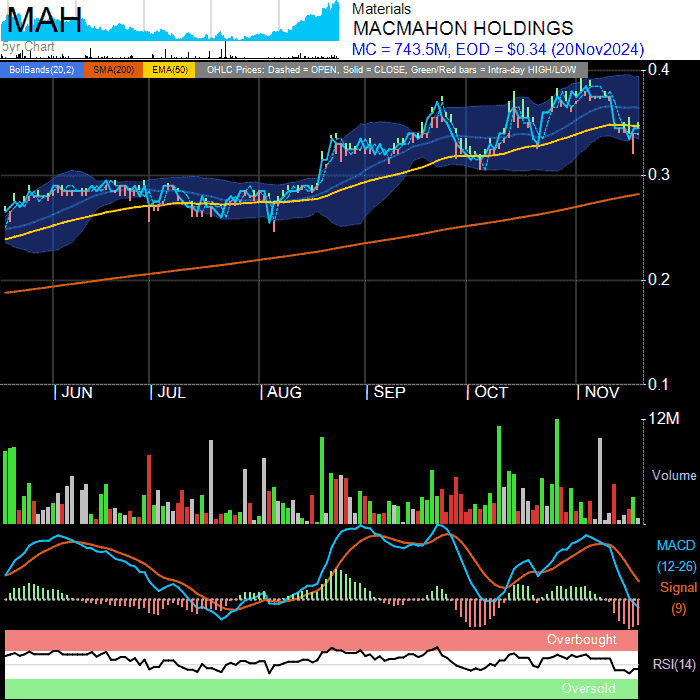 MAH
5yr.Chart
Materials
MACMAHON HOLDINGS
MC = 743.5M, EOD = $0.34 (20Nov2024)
BollBands(20,2) SMA(200) EMA(50) OHLC Prices: Dashed = OPEN, Solid = CLOSE, Green/Red bars = Intra-day HIGH/LOW
0.4
0.3
0.2
0.1
| JUN | JUL | AUG | SEP | OCT | NOV
12M
Volume
MACD
(12-26)
Signal
(9)
Overbought
RSI(14)
Oversold